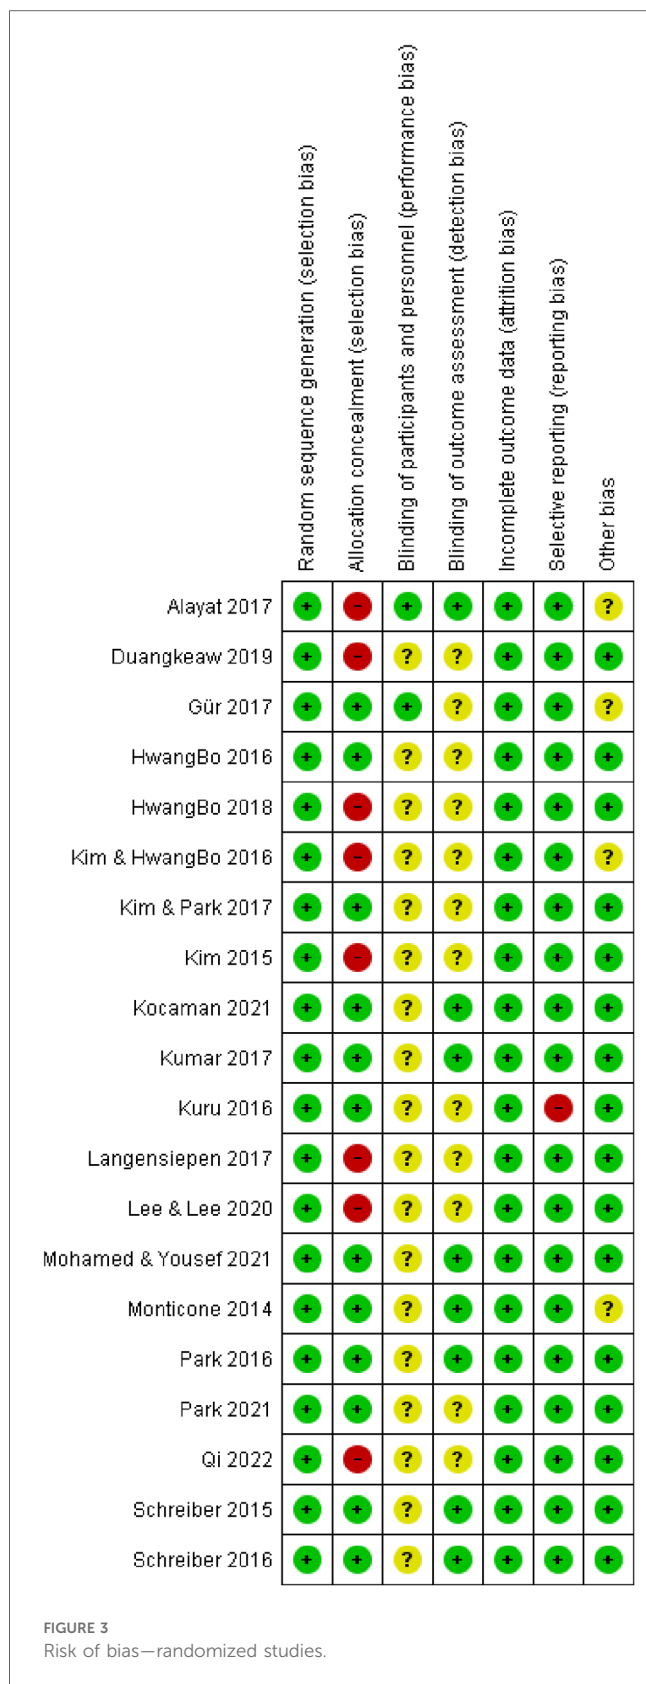 Random sequence generation (selection bias)
Allocation concealment (selection bias)
Blinding of participants and personnel (performance bias)
Blinding of outcome assessment (detection bias)
Incomplete outcome data (attrition bias)
Selective reporting (reporting bias)
Other bias
Alayat 2017 + - + + + + ?
Duangkeaw 2019 + - ? ? + + +
Gür 2017 + + + ? + + ?
HwangBo 2016 + + ? ? + + +
HwangBo 2018 + - ? ? + + +
Kim & HwangBo 2016 + - ? ? + + ?
Kim & Park 2017 + + ? ? + + +
Kim 2015 + - ? ? + + +
Kocaman 2021 + + ? + + + +
Kumar 2017 + + ? + + + +
Kuru 2016 + + ? ? + - +
Langensiepen 2017 + - ? ? + + +
Lee & Lee 2020 + - ? ? + + +
Mohamed & Yousef 2021 + + ? + + + +
Monticone 2014 + + ? + + + ?
Park 2016 + + ? + + + +
Park 2021 + + ? ? + + +
Qi 2022 + - ? ? + + +
Schreiber 2015 + + ? + + + +
Schreiber 2016 + + ? + + + +
FIGURE 3
Risk of bias—randomized studies.